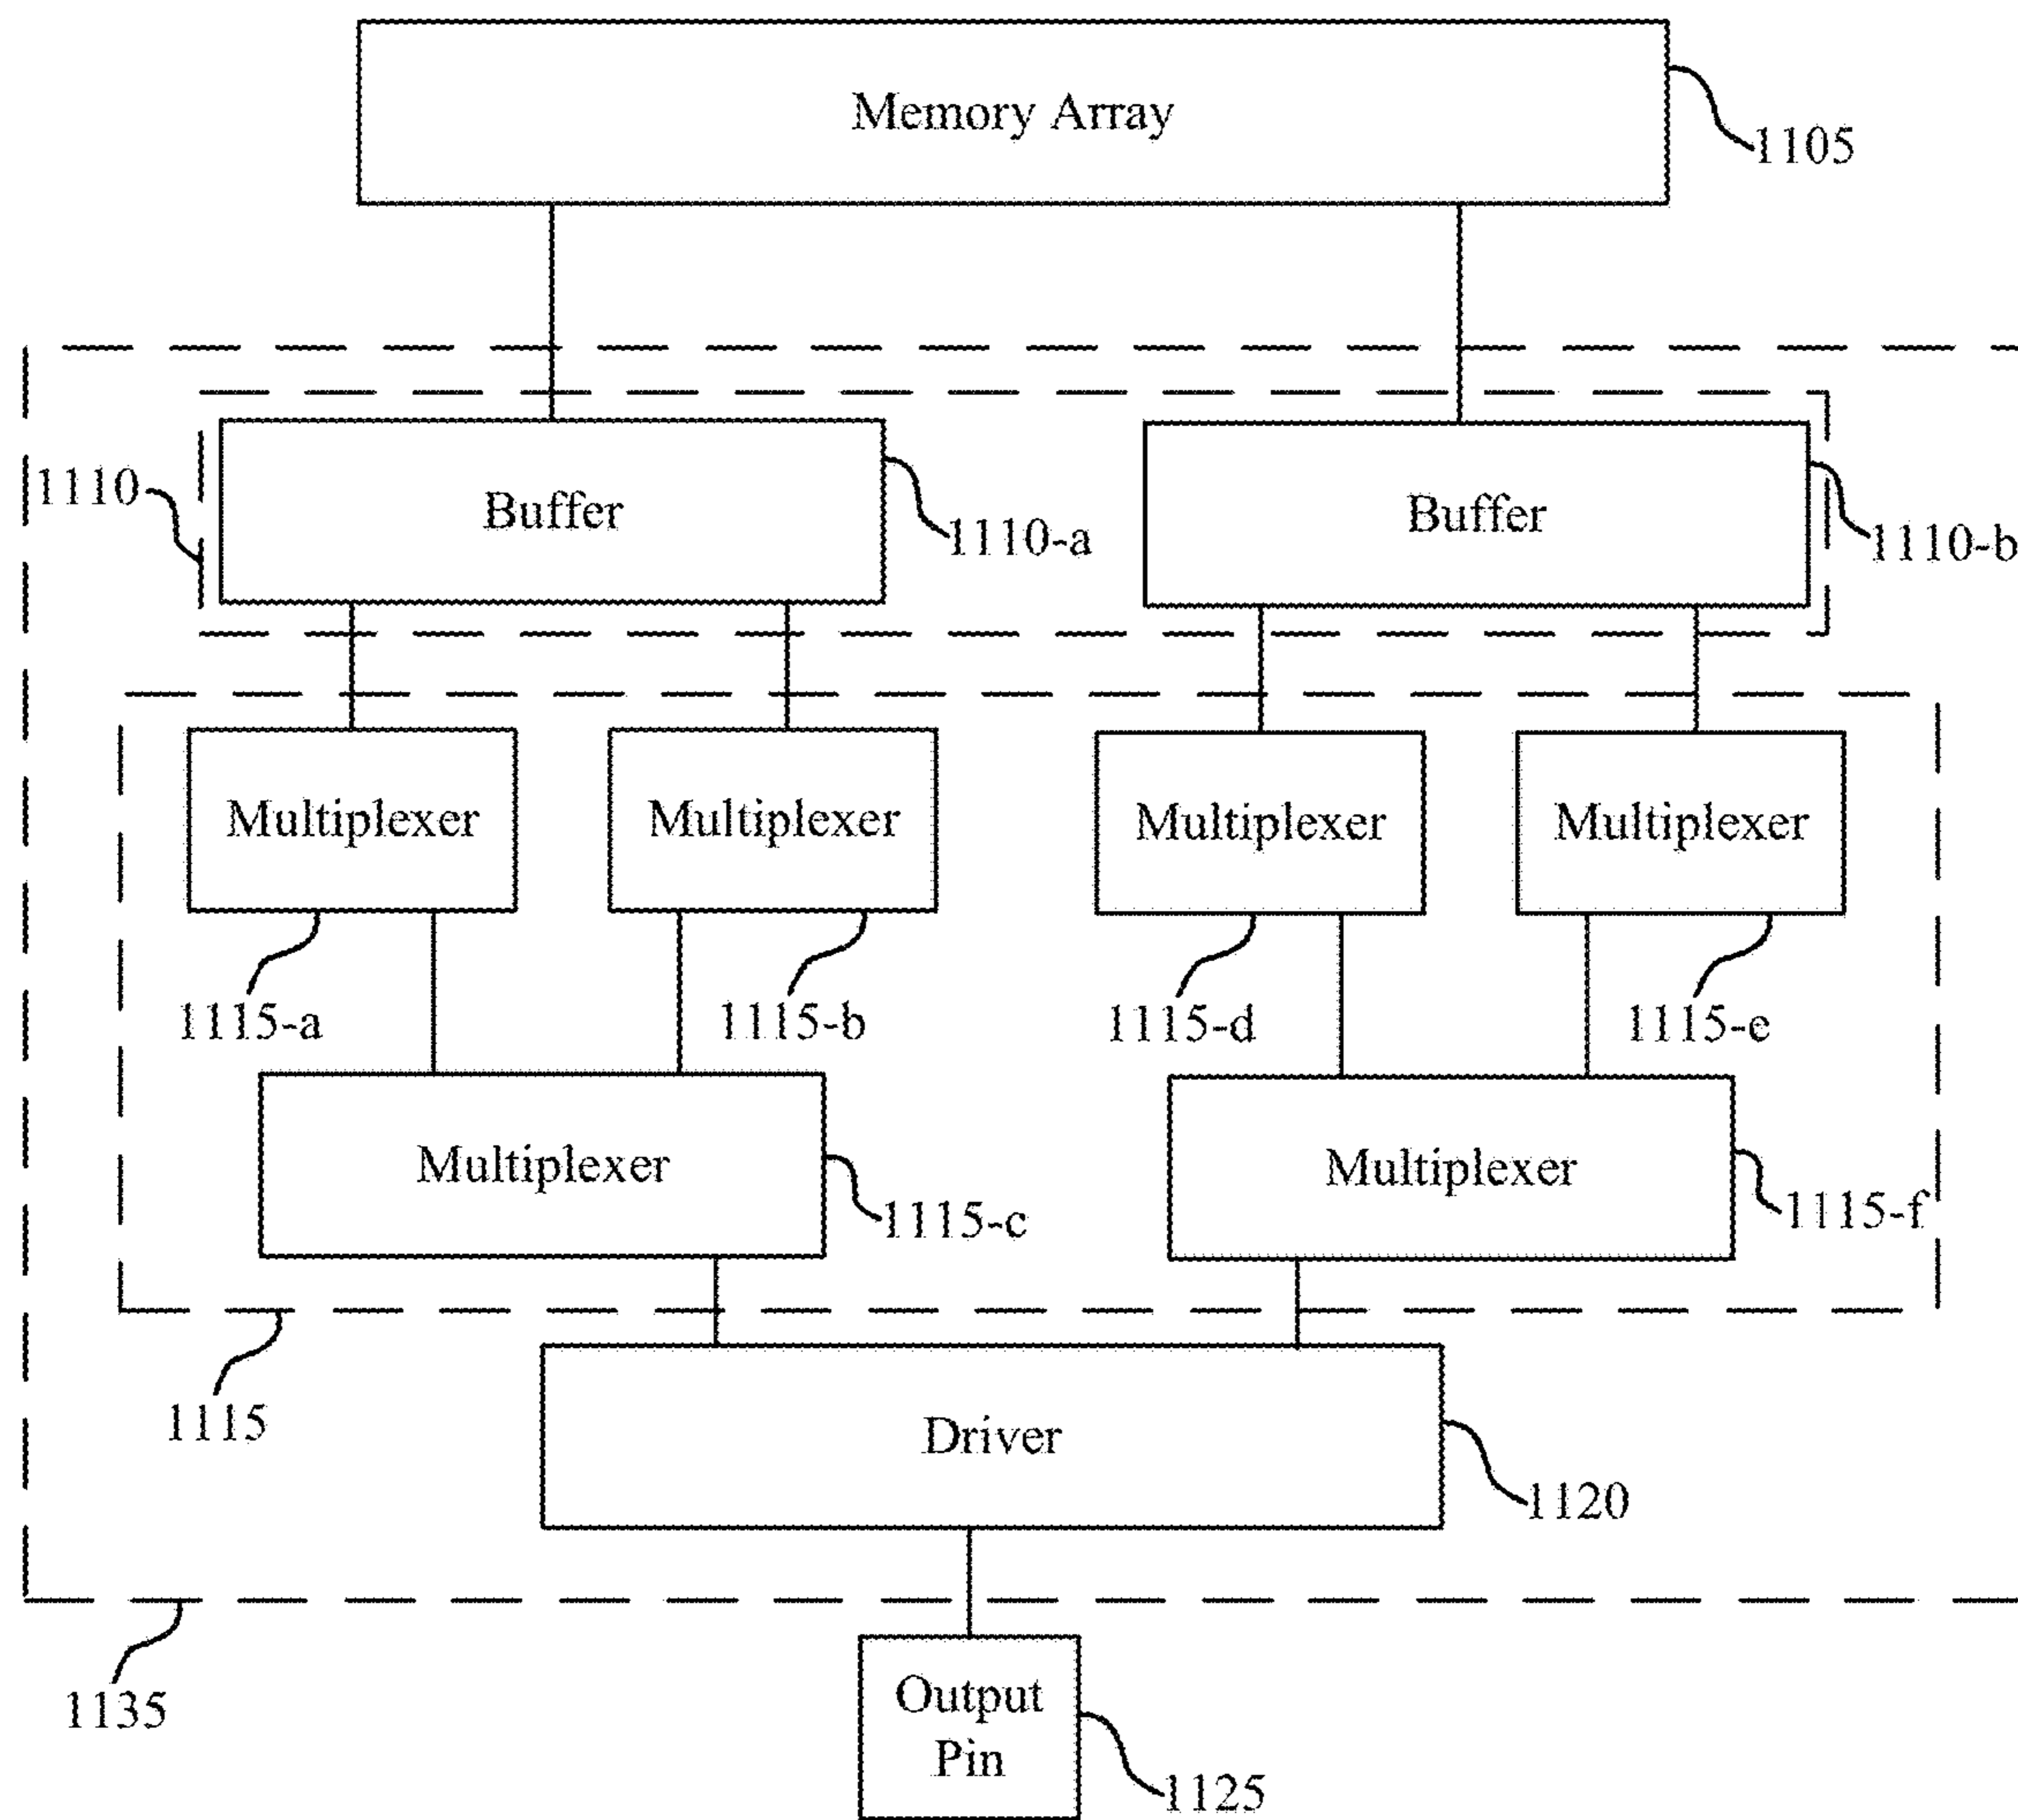 Memory Array
1105
1110
Buffer
1110-a
Buffer
1110-b
Multiplexer
Multiplexer
Multiplexer
Multiplexer
1115-a
1115-b
1115-d
1115-e
Multiplexer
1115-c
Multiplexer
1115-f
1115
Driver
1120
1135
Output
Pin
1125